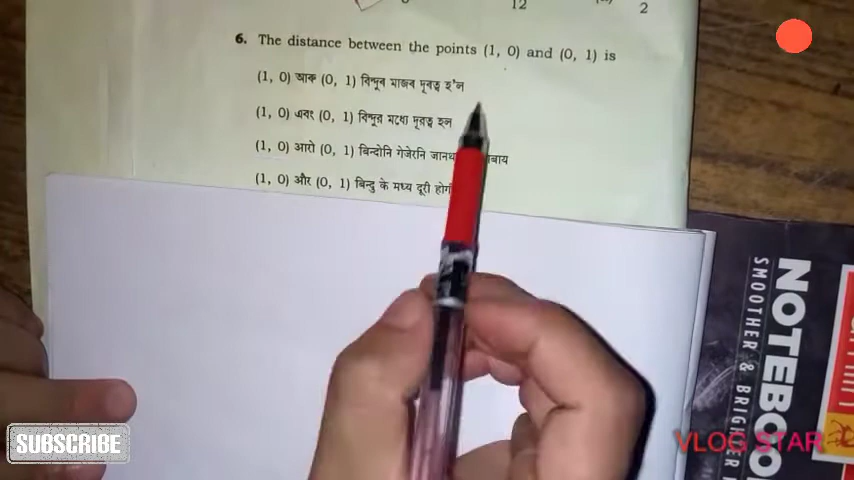 12
2
6. The distance between the points (1, 0) and (0, 1) is
(1, 0) আৰু (0, 1) বিন্দুৰ মাজৰ দূৰত্ব হ'ল
(1, 0) এবং (0, 1) বিন্দুর মধ্যে দূরত্ব হল
(1, 0) आरो (0, 1) बिन्दोनि गेजेरनि
(1, 0) और (0, 1) बिन्दु के मध्य दूरी
NOTEBOO
SMOOTHER & BRIGH
SUBSCRIBE
VLOG STAR